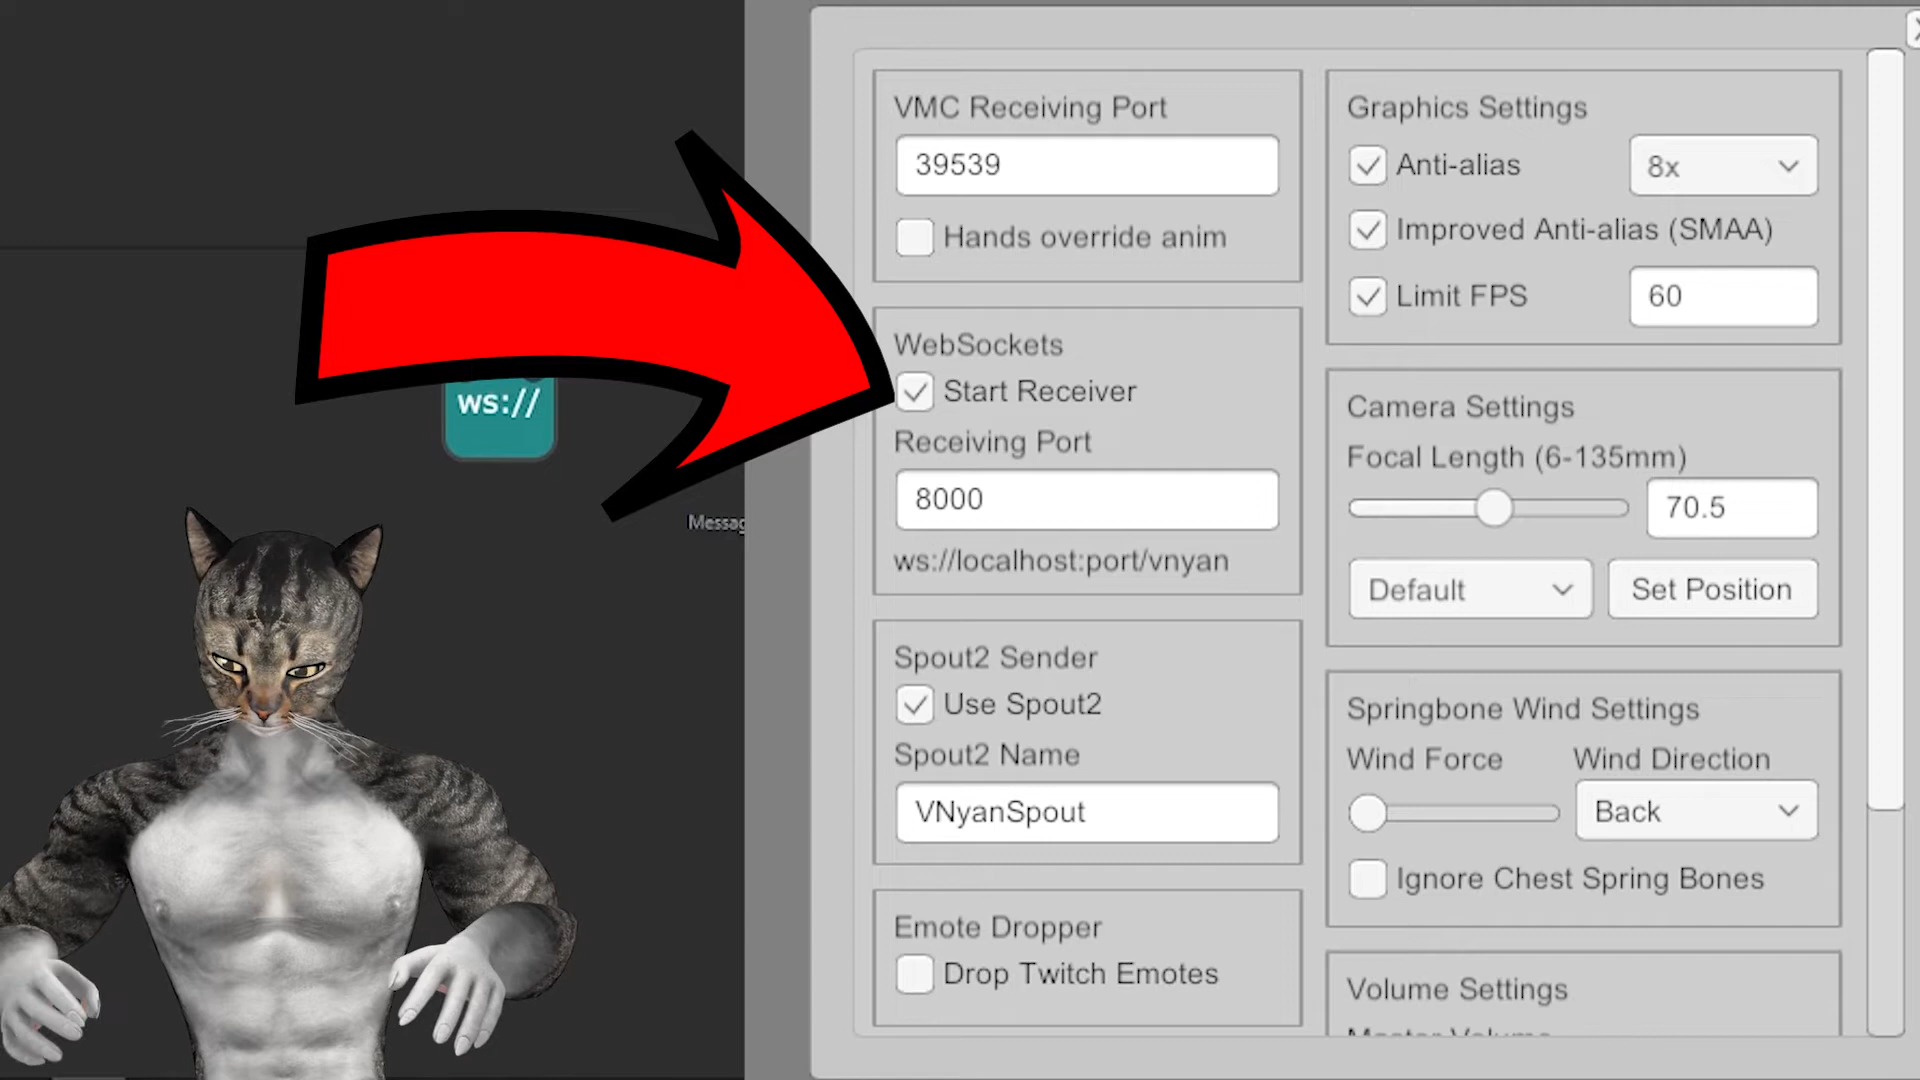 ws://
Messag
VMC Receiving Port
39539
Hands override anim
WebSockets
Start Receiver
Receiving Port
8000
ws://localhost:port/vnyan
Spout2 Sender
Use Spout2
Spout2 Name
VNyanSpout
Emote Dropper
Drop Twitch Emotes
Graphics Settings
Anti-alias 8x
Improved Anti-alias (SMAA)
Limit FPS 60
Camera Settings
Focal Length (6-135mm)
70.5
Default Set Position
Springbone Wind Settings
Wind Force Wind Direction
Back
Ignore Chest Spring Bones
Volume Settings
Master Volume